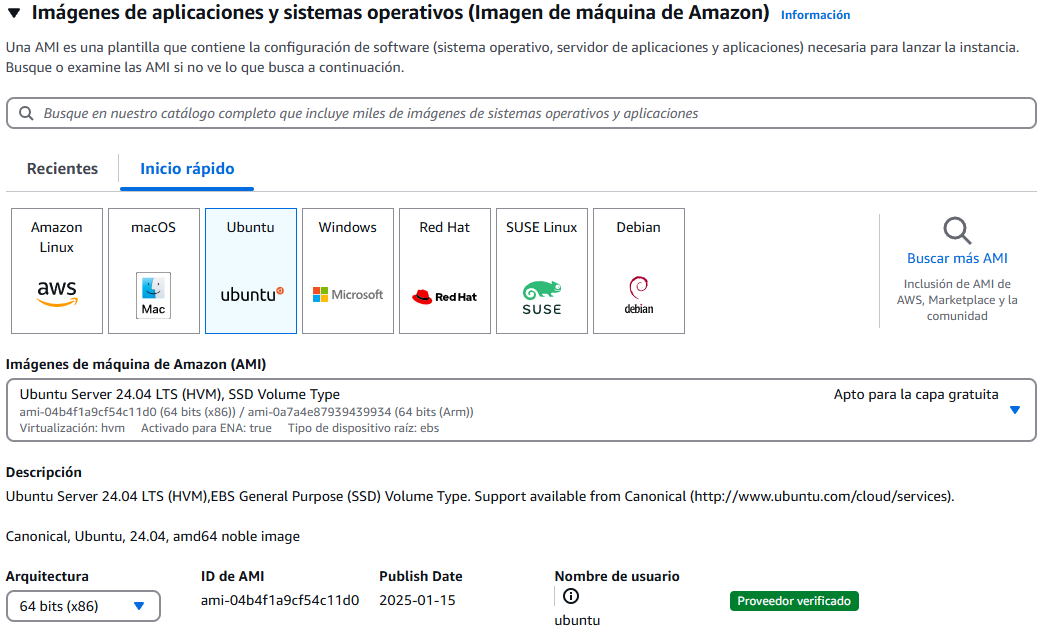 Imágenes de aplicaciones y sistemas operativos (Imagen de máquina de Amazon) Información
Una AMI es una plantilla que contiene la configuración de software (sistema operativo, servidor de aplicaciones y aplicaciones) necesaria para lanzar la instancia.
Busque o examine las AMI si no ve lo que busca a continuación.
Busque en nuestro catálogo completo que incluye miles de imágenes de sistemas operativos y aplicaciones
Recientes Inicio rápido
Amazon Linux
aws
macOS
Mac
Ubuntu
ubuntu
Windows
Microsoft
Red Hat
Red Hat
SUSE Linux
SUSE
Debian
debian
Buscar más AMI
Inclusión de AMI de
AWS, Marketplace y la
comunidad
Imágenes de máquina de Amazon (AMI)
Ubuntu Server 24.04 LTS (HVM), SSD Volume Type Apto para la capa gratuita
ami-04b4f1a9cf54c11d0 (64 bits (x86)) / ami-0a7a4e87939439934 (64 bits (Arm))
Virtualización: hvm Activado para ENA: true Tipo de dispositivo raíz: ebs
Descripción
Ubuntu Server 24.04 LTS (HVM),EBS General Purpose (SSD) Volume Type. Support available from Canonical (http://www.ubuntu.com/cloud/services).
Canonical, Ubuntu, 24.04, amd64 noble image
Arquitectura ID de AMI Publish Date Nombre de usuario
64 bits (x86) ami-04b4f1a9cf54c11d0 2025-01-15 ubuntu Proveedor verificado